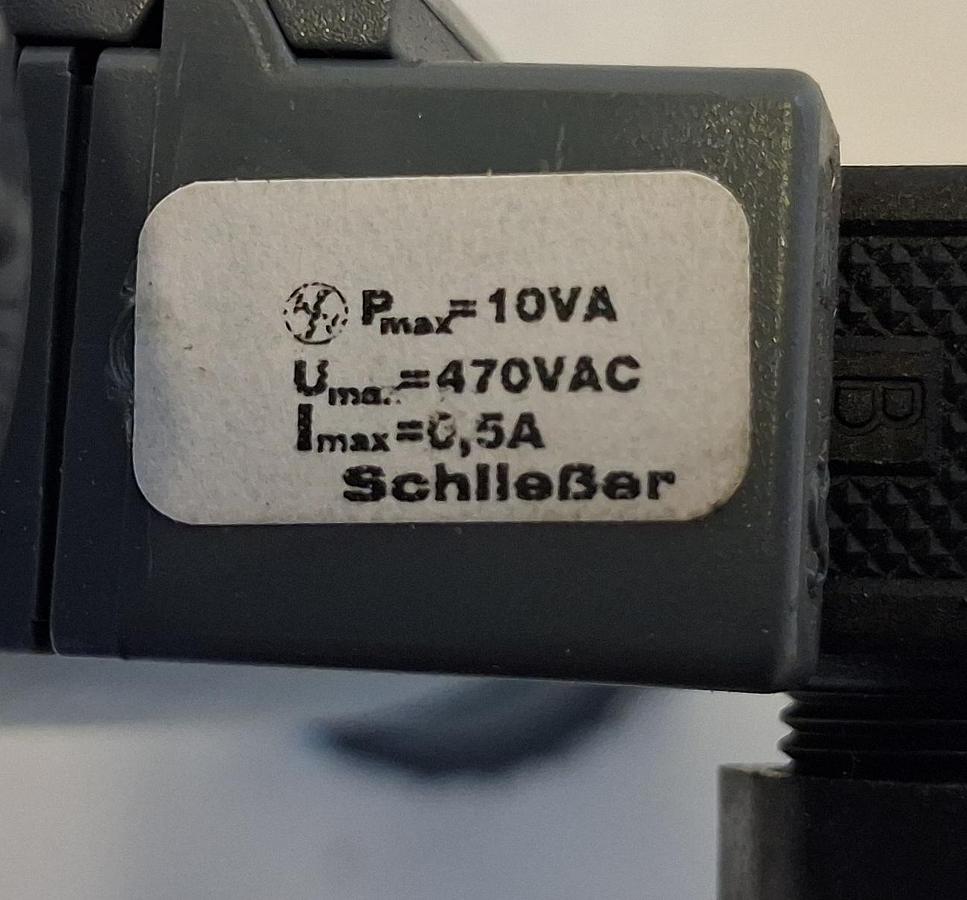 Pmax=10VA
Umax=470VAC
Imax=0,5A
Schließer
B